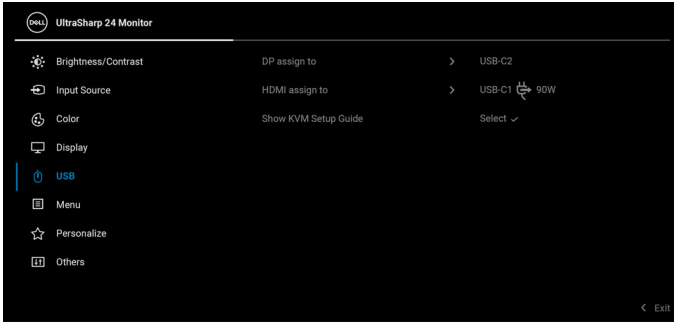 DELL UltraSharp 24 Monitor
Brightness/Contrast DP assign to > USB-C2
Input Source HDMI assign to > USB-C1 90W
Color Show KVM Setup Guide Select ✓
Display
USB
Menu
Personalize
Others
< Exit